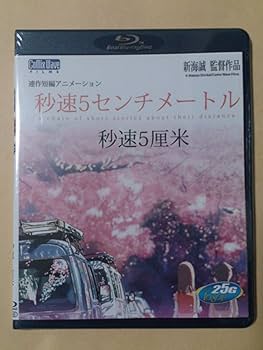 Blu-ray Disc
CoMix Wave
FILMS
新海誠 監督作品
連作短編アニメーション
秒速5センチメートル
a chain of short stories about their distance
秒速5厘米
25G